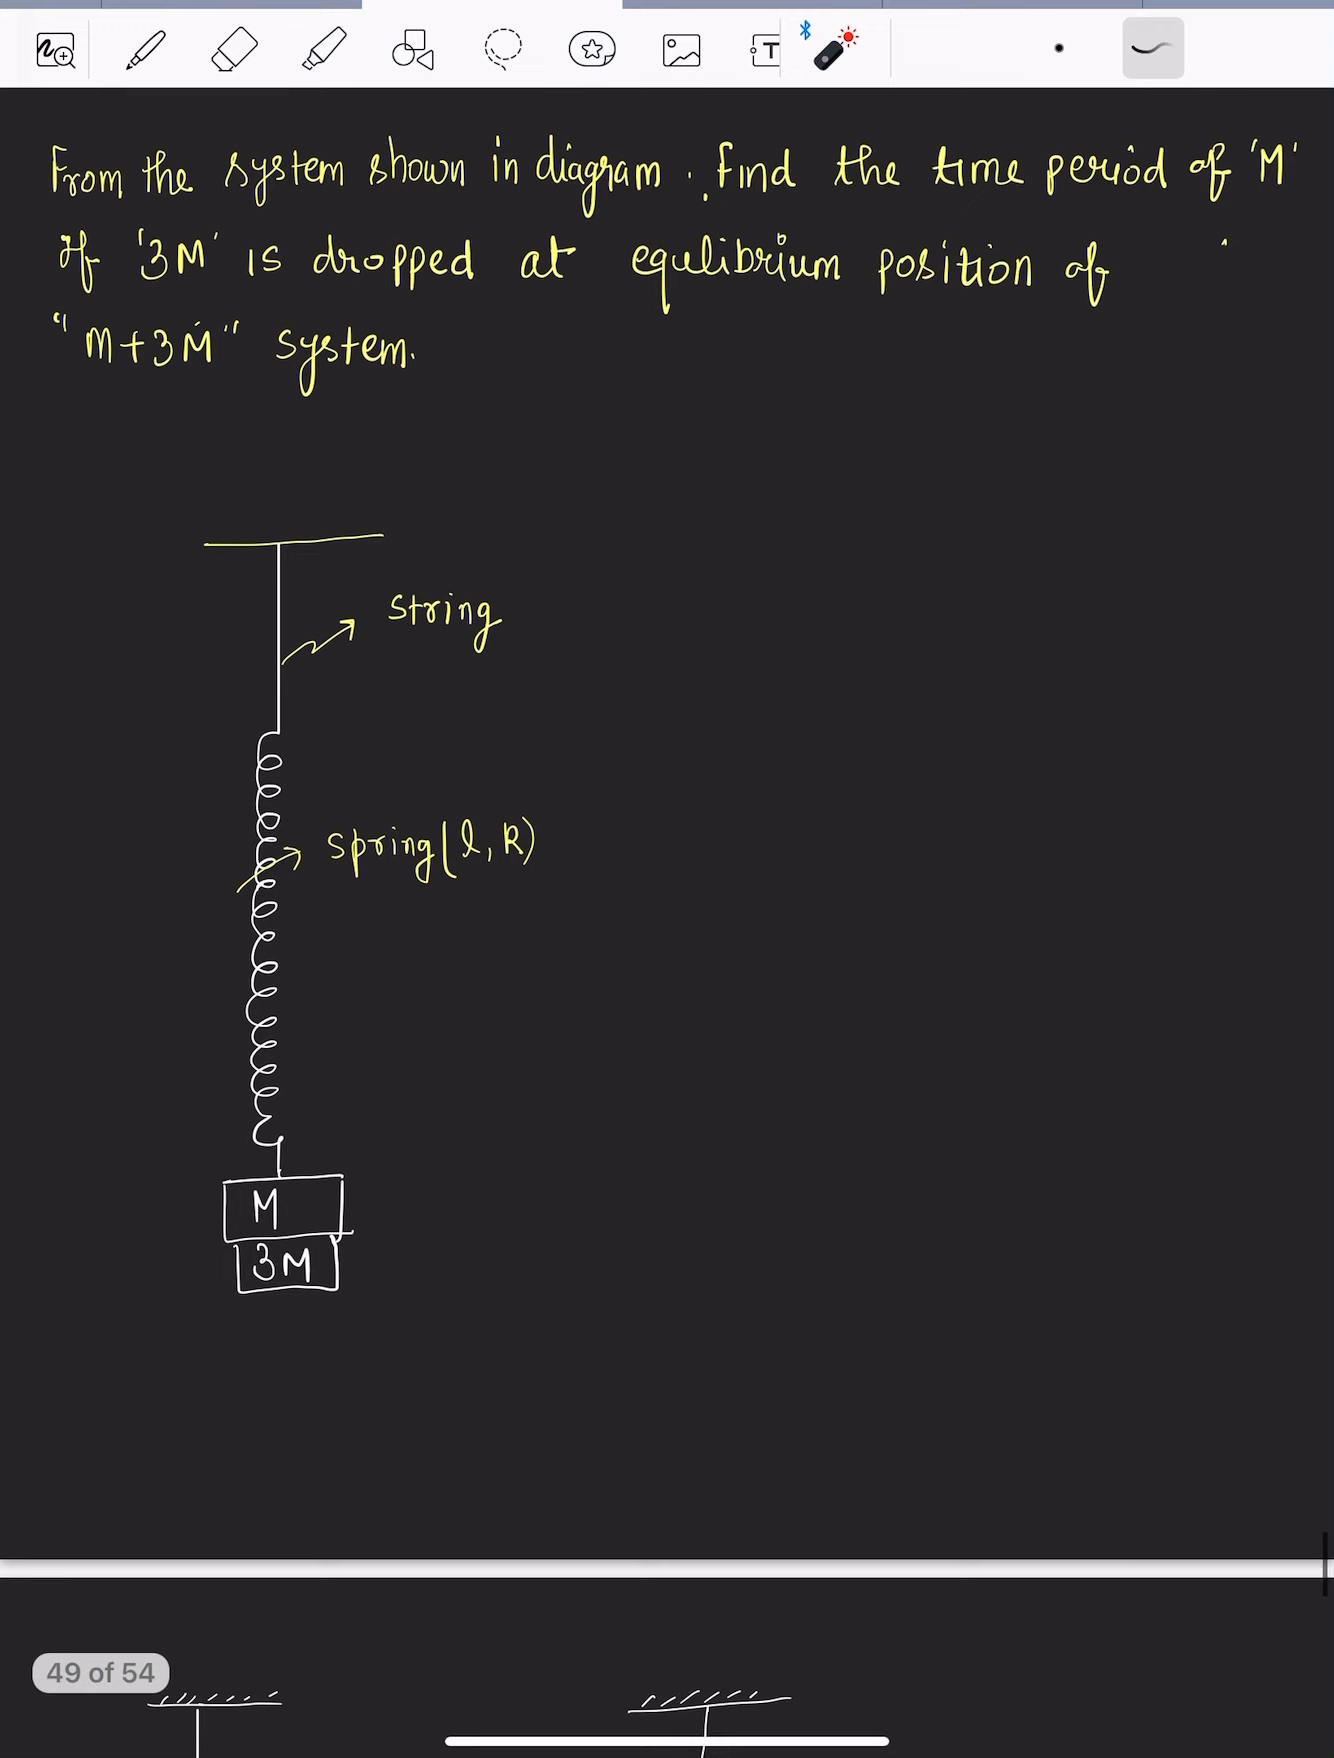 From the system shown in diagram. Find the time period of 'M'
If '3M' is dropped at equlibrium position of
"m+3M" system.
String
Spring(l,K)
M
3M
49 of 54